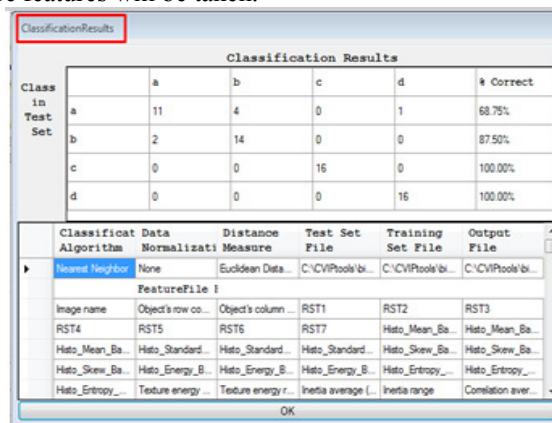 ClassificationResults
Classification Results
Class in Test Set
a b c d % Correct
a 11 4 0 1 68.75%
b 2 14 0 0 87.50%
c 0 0 16 0 100.00%
d 0 0 0 16 100.00%
Classificat Algorithm Data Normalizati Distance Measure Test Set File Training Set File Output File
Nearest Neighbor None Euclidean Dista... C:\CVIPtools\bi... C:\CVIPtools\bi... C:\CVIPtools\bi...
FeatureFile
Image name Object's row co... Object's column ... RST1 RST2 RST3
RST4 RST5 RST6 RST7 Histo_Mean_Ba... Histo_Mean_Ba...
Histo_Mean_Ba... Histo_Standard... Histo_Standard... Histo_Standard... Histo_Skew_Ba... Histo_Skew_Ba...
Histo_Skew_Ba... Histo_Energy_B... Histo_Energy_B... Histo_Energy_B... Histo_Entropy_... Histo_Entropy_...
Histo_Entropy_... Texture energy ... Texture energy r... Inertia average (... Inertia range Correlation aver...
OK